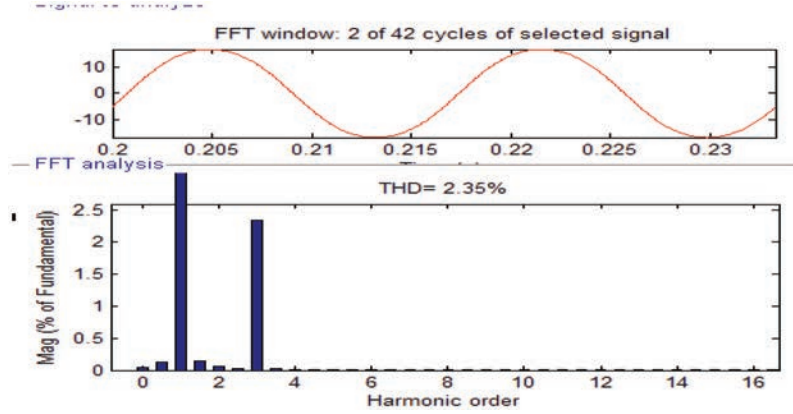 FFT window: 2 of 42 cycles of selected signal
10
0
-10
0.2 0.205 0.21 0.215 0.22 0.225 0.23
FFT analysis
THD= 2.35%
Mag (% of Fundamental)
2.5
2
1.5
1
0.5
0
0 2 4 6 8 10 12 14 16
Harmonic order